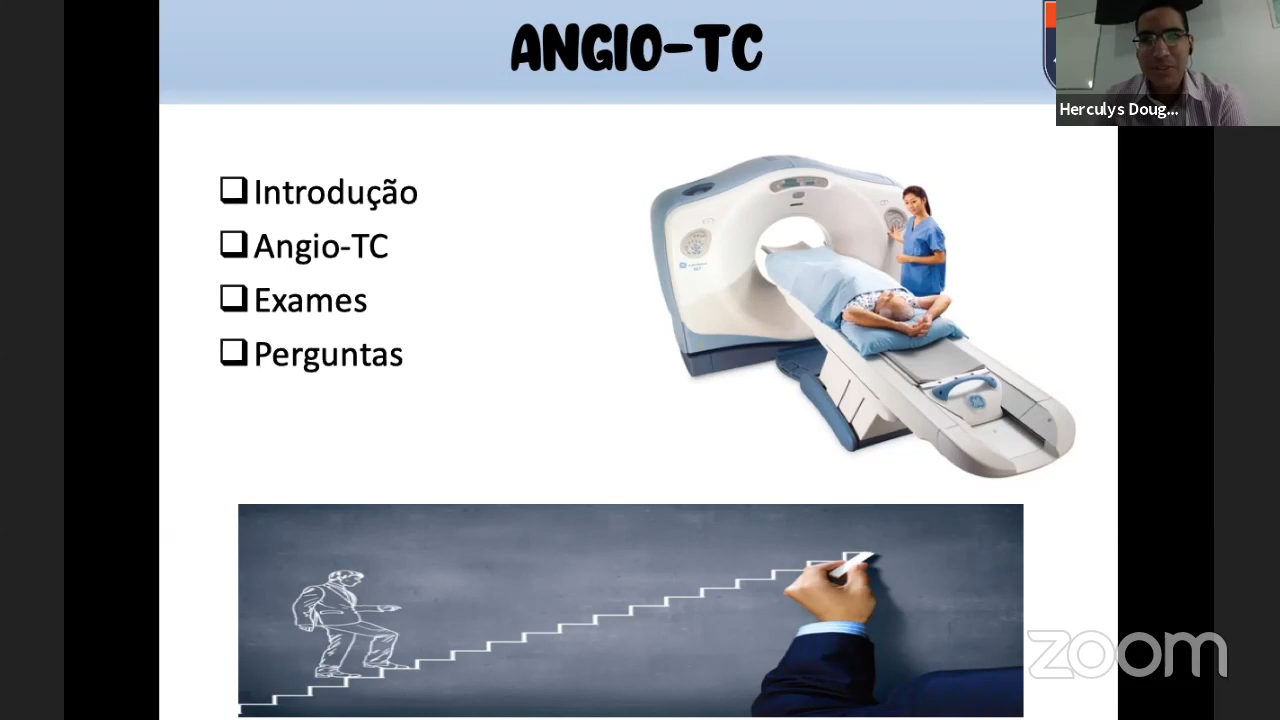 ANGIO-TC
Herculys Doug...
Introdução
Angio-TC
Exames
Perguntas
zoom